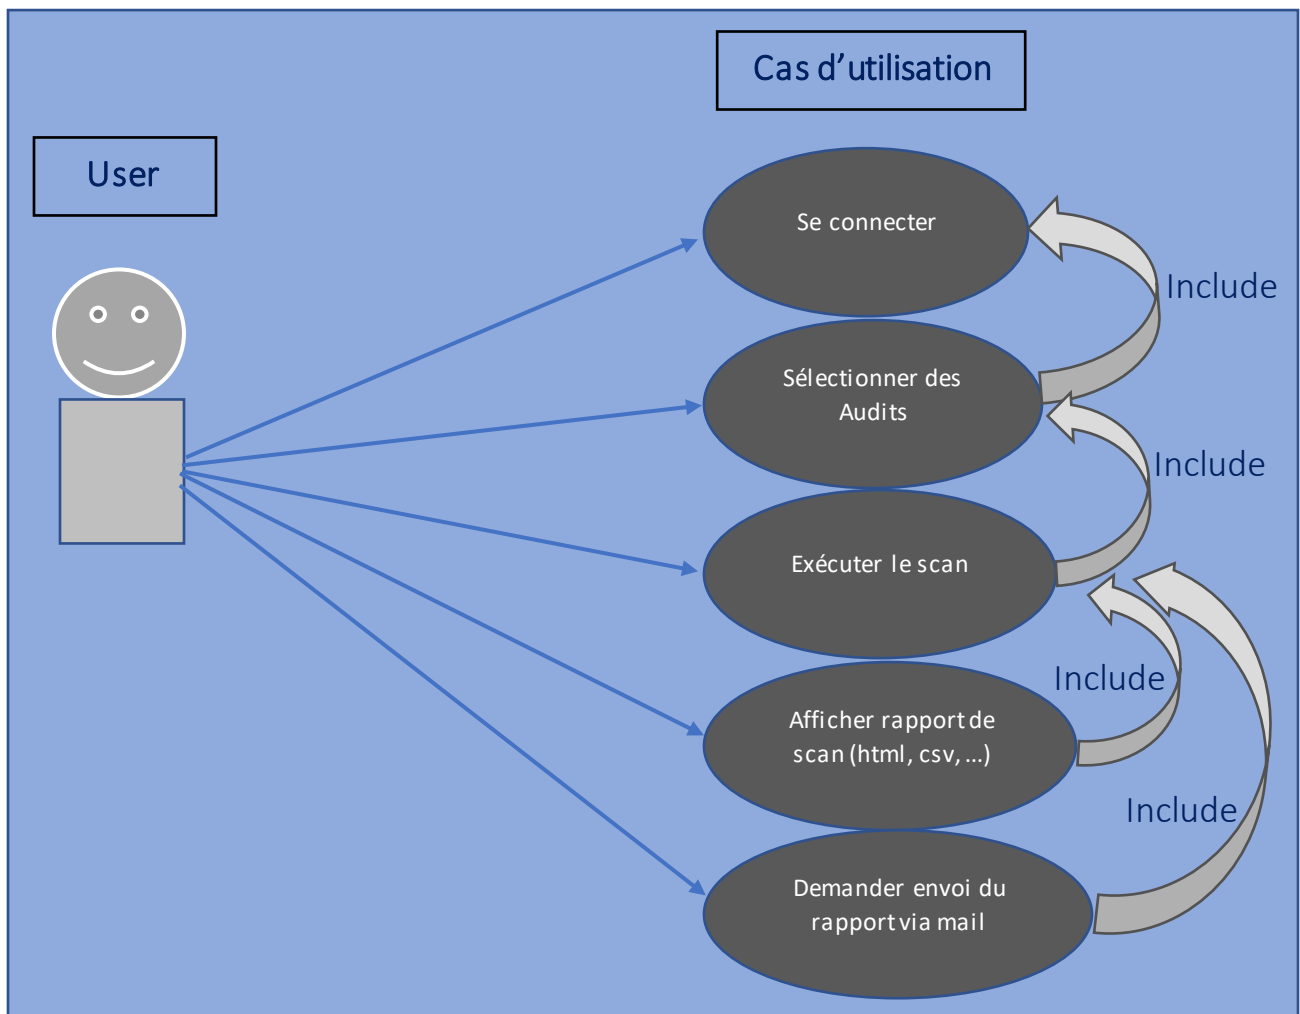 Cas d'utilisation
User
Se connecter
Include
Sélectionner des
Audits
Include
Exécuter le scan
Include
Afficher rapport de
scan (html, csv, ...)
Include
Demander envoi du
rapport via mail